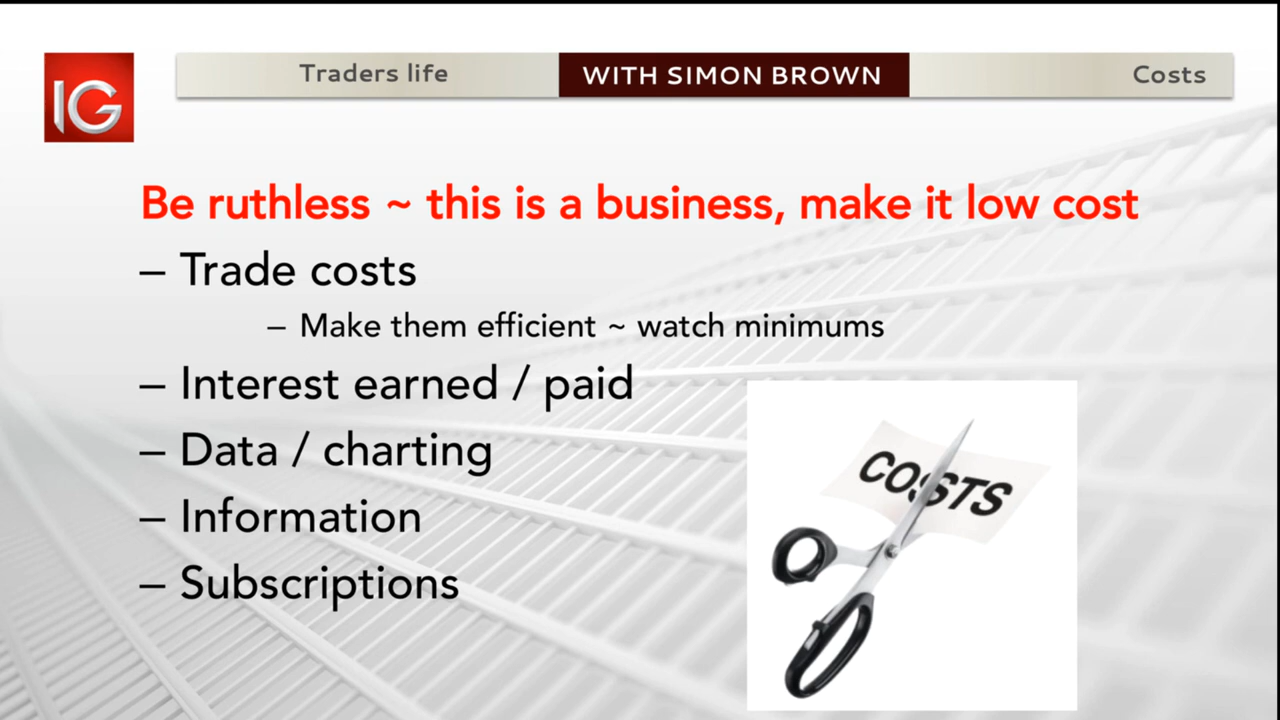 IG
Traders life
WITH SIMON BROWN
Costs
Be ruthless ~ this is a business, make it low cost
– Trade costs
– Make them efficient ~ watch minimums
– Interest earned / paid
– Data / charting
– Information
– Subscriptions
COSTS